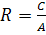 R = C/A